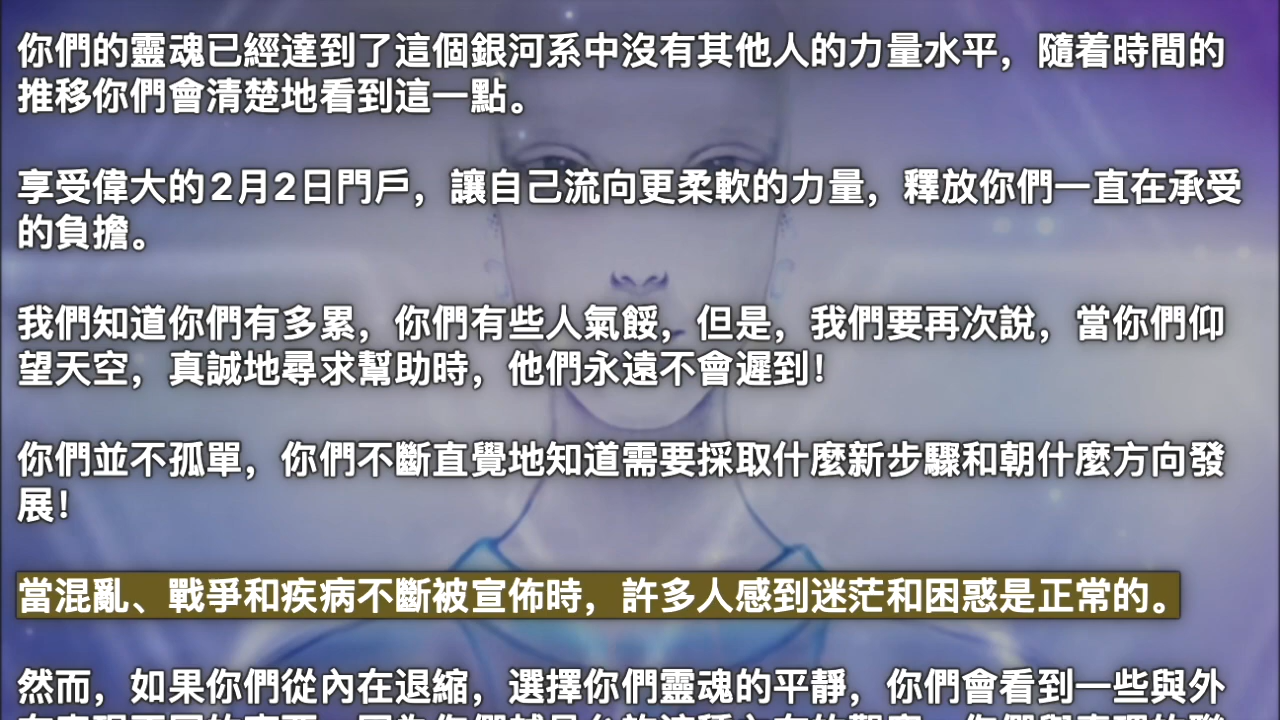 你們的靈魂已經達到了這個銀河系中沒有其他人的力量水平，隨着時間的
推移你們會清楚地看到這一點。
享受偉大的2月2日門戶，讓自己流向更柔軟的力量，釋放你們一直在承受
的負擔。
我們知道你們有多累，你們有些人氣餒，但是，我們要再次說，當你們仰
望天空，真誠地尋求幫助時，他們永遠不會遲到！
你們並不孤單，你們不斷直覺地知道需要採取什麼新步驟和朝什麼方向發
展！
當混亂、戰爭和疾病不斷被宣佈時，許多人感到迷茫和困惑是正常的。
然而，如果你們從內在退縮，選擇你們靈魂的平靜，你們會看到一些與外